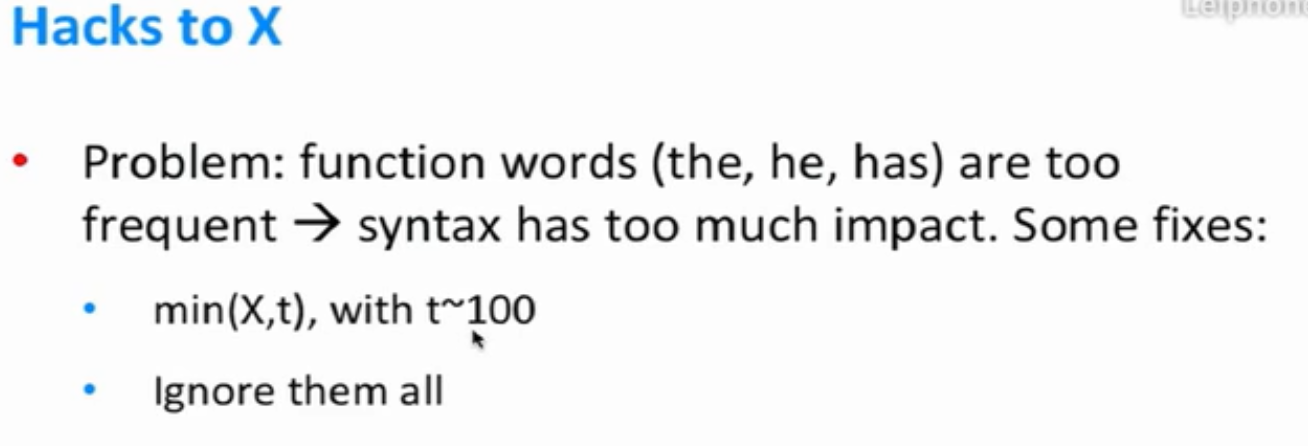 Hacks to X
• Problem: function words (the, he, has) are too
frequent → syntax has too much impact. Some fixes:
• min(X,t), with t~100
• Ignore them all